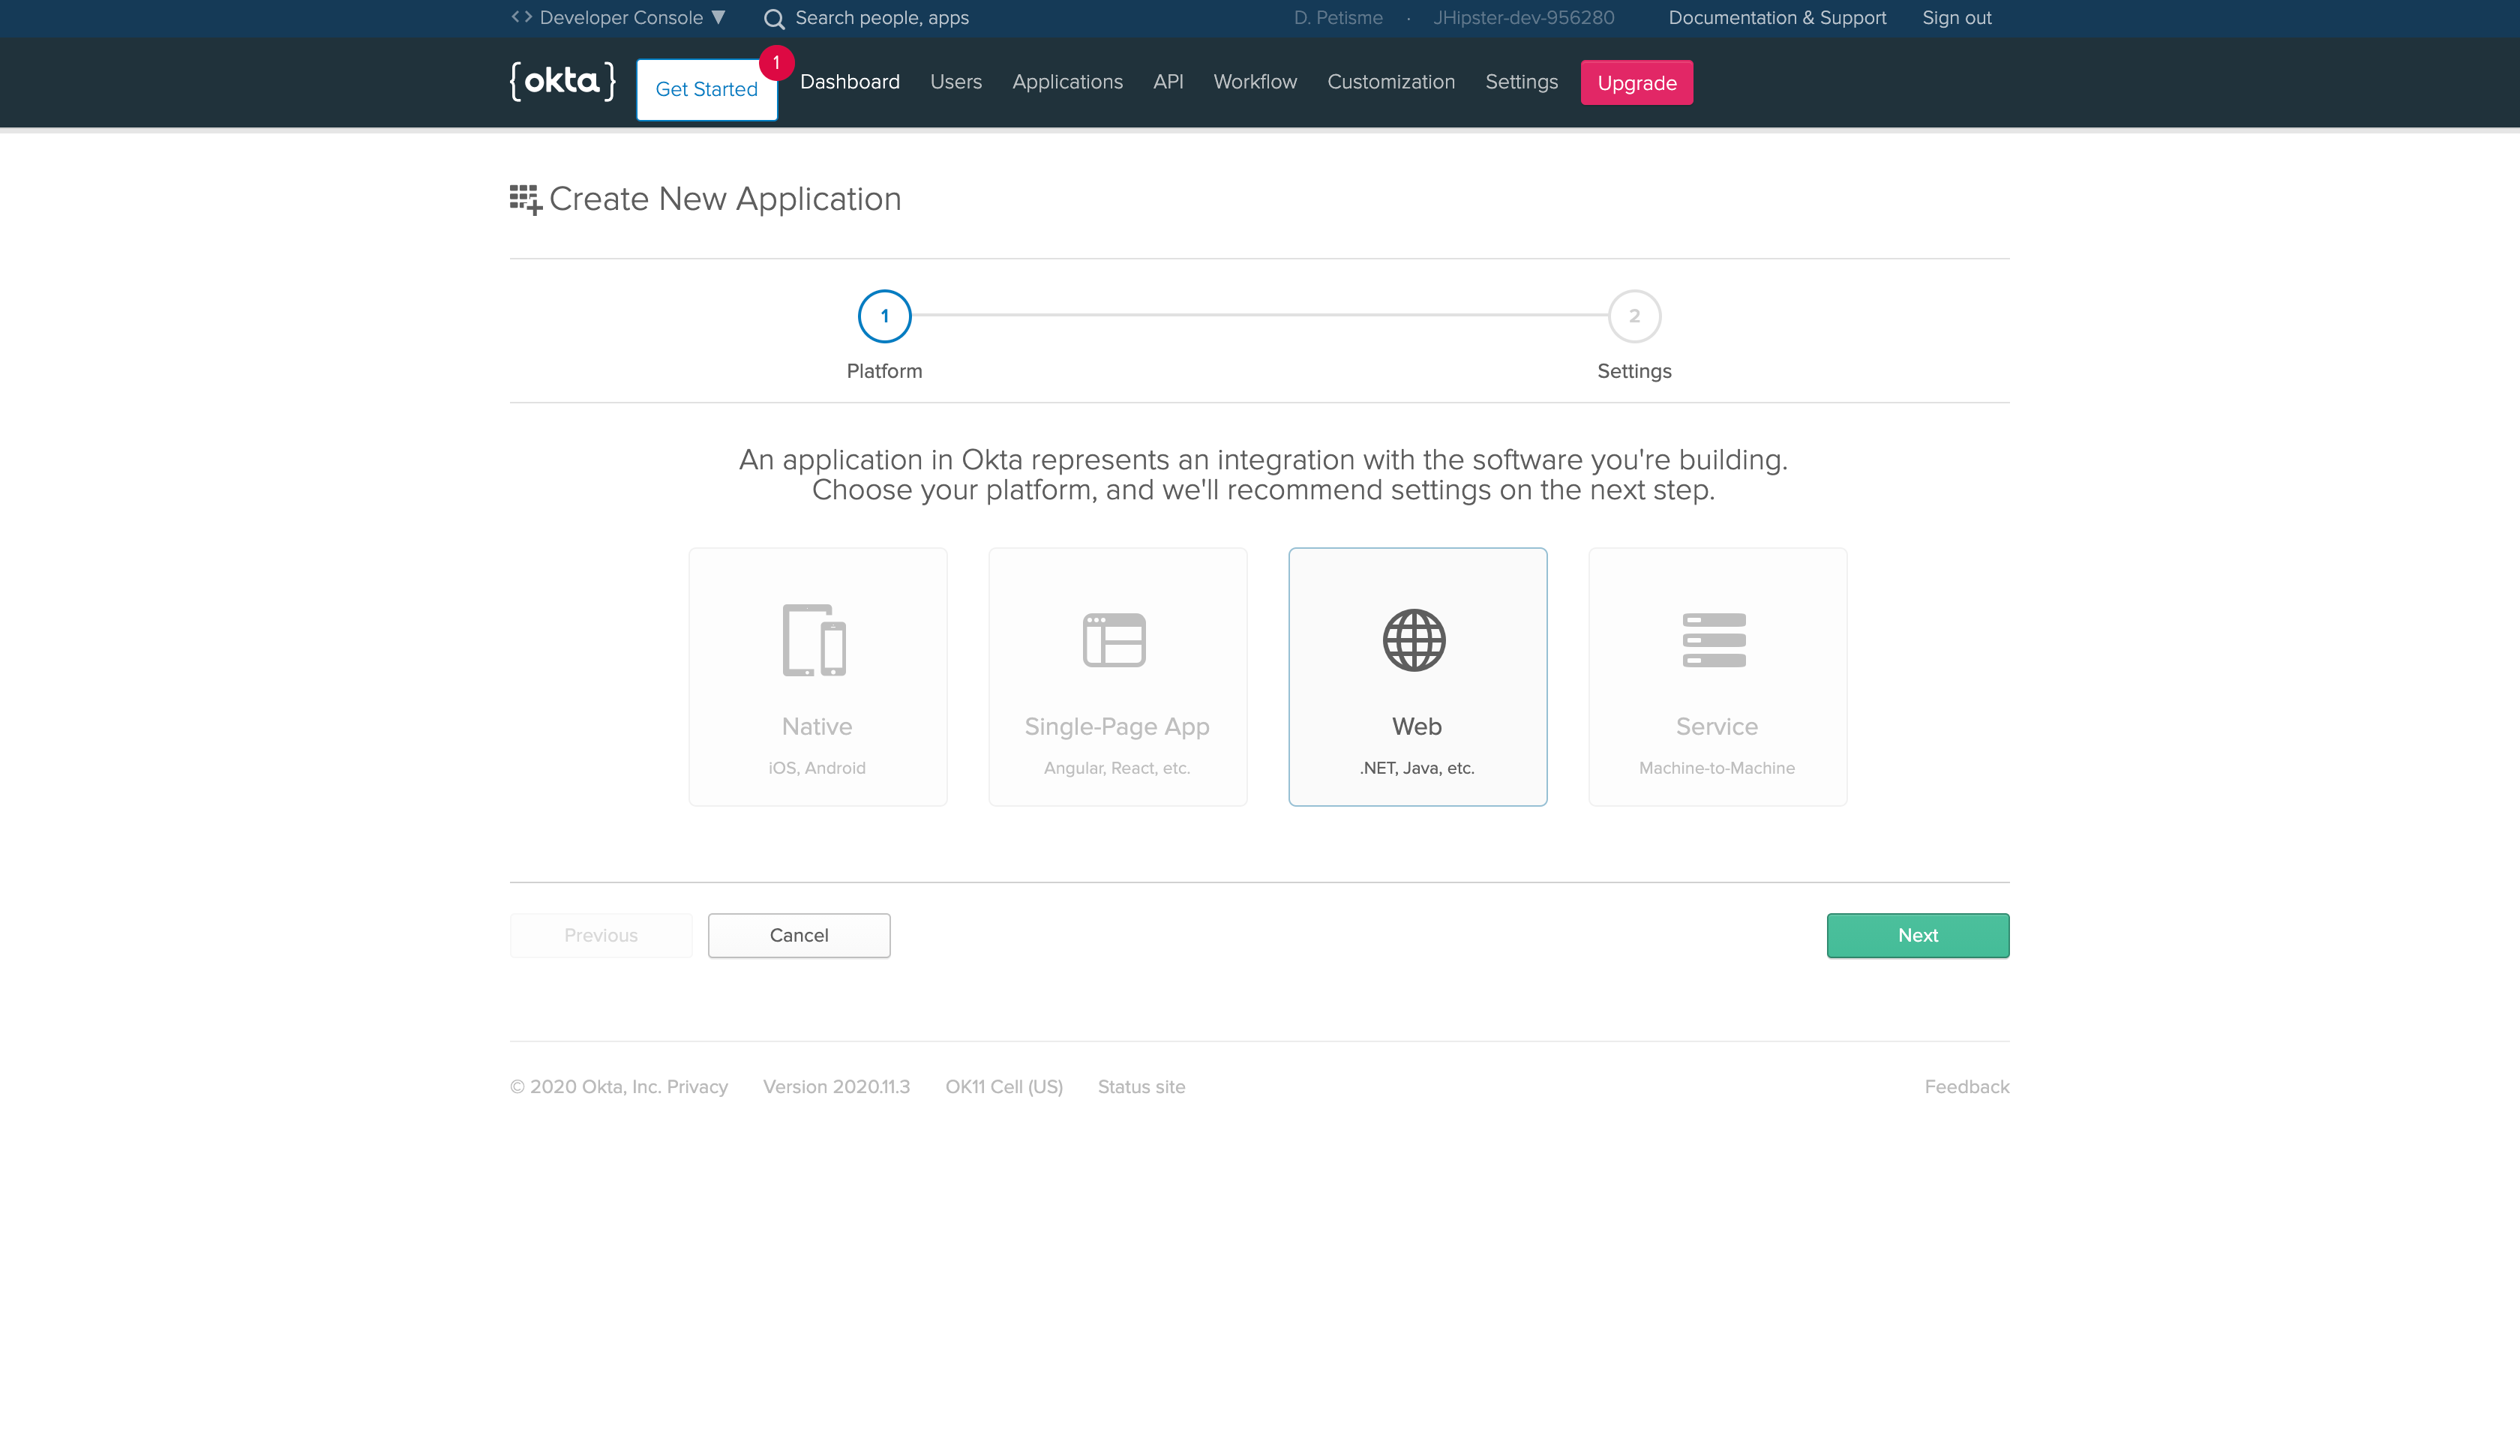 <> Developer Console ▼ Search people, apps D. Petisme · JHipster-dev-956280 Documentation & Support Sign out
{okta} Get Started 1 Dashboard Users Applications API Workflow Customization Settings Upgrade
Create New Application
1 2
Platform Settings
An application in Okta represents an integration with the software you're building.
Choose your platform, and we'll recommend settings on the next step.
Native Single-Page App Web Service
iOS, Android Angular, React, etc. .NET, Java, etc. Machine-to-Machine
Previous Cancel Next
© 2020 Okta, Inc. Privacy Version 2020.11.3 OK11 Cell (US) Status site Feedback